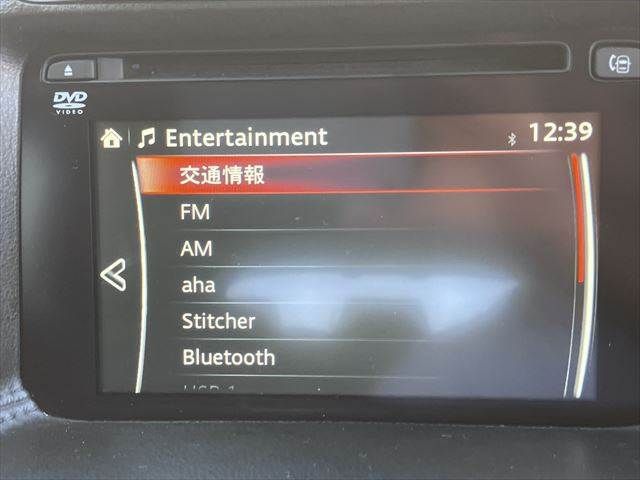 DVD
VIDEO
Entertainment 12:39
交通情報
FM
AM
aha
Stitcher
Bluetooth